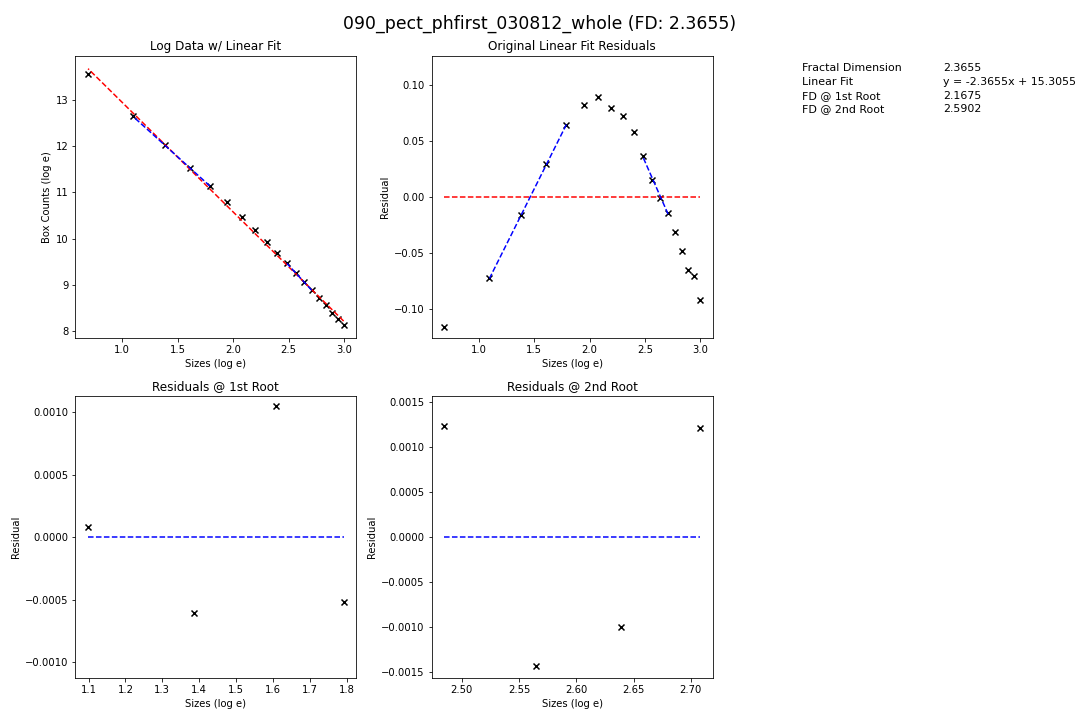 090_pect_phfirst_030812_whole (FD: 2.3655)
Log Data w/ Linear Fit
Box Counts (log e)
13
12
11
10
9
8
1.0 1.5 2.0 2.5 3.0
Sizes (log e)
Original Linear Fit Residuals
Residual
0.10
0.05
0.00
−0.05
−0.10
1.0 1.5 2.0 2.5 3.0
Sizes (log e)
Fractal Dimension 2.3655
Linear Fit y = -2.3655x + 15.3055
FD @ 1st Root 2.1675
FD @ 2nd Root 2.5902
Residuals @ 1st Root
Residual
0.0010
0.0005
0.0000
−0.0005
−0.0010
1.1 1.2 1.3 1.4 1.5 1.6 1.7 1.8
Sizes (log e)
Residuals @ 2nd Root
Residual
0.0015
0.0010
0.0005
0.0000
−0.0005
−0.0010
−0.0015
2.50 2.55 2.60 2.65 2.70
Sizes (log e)